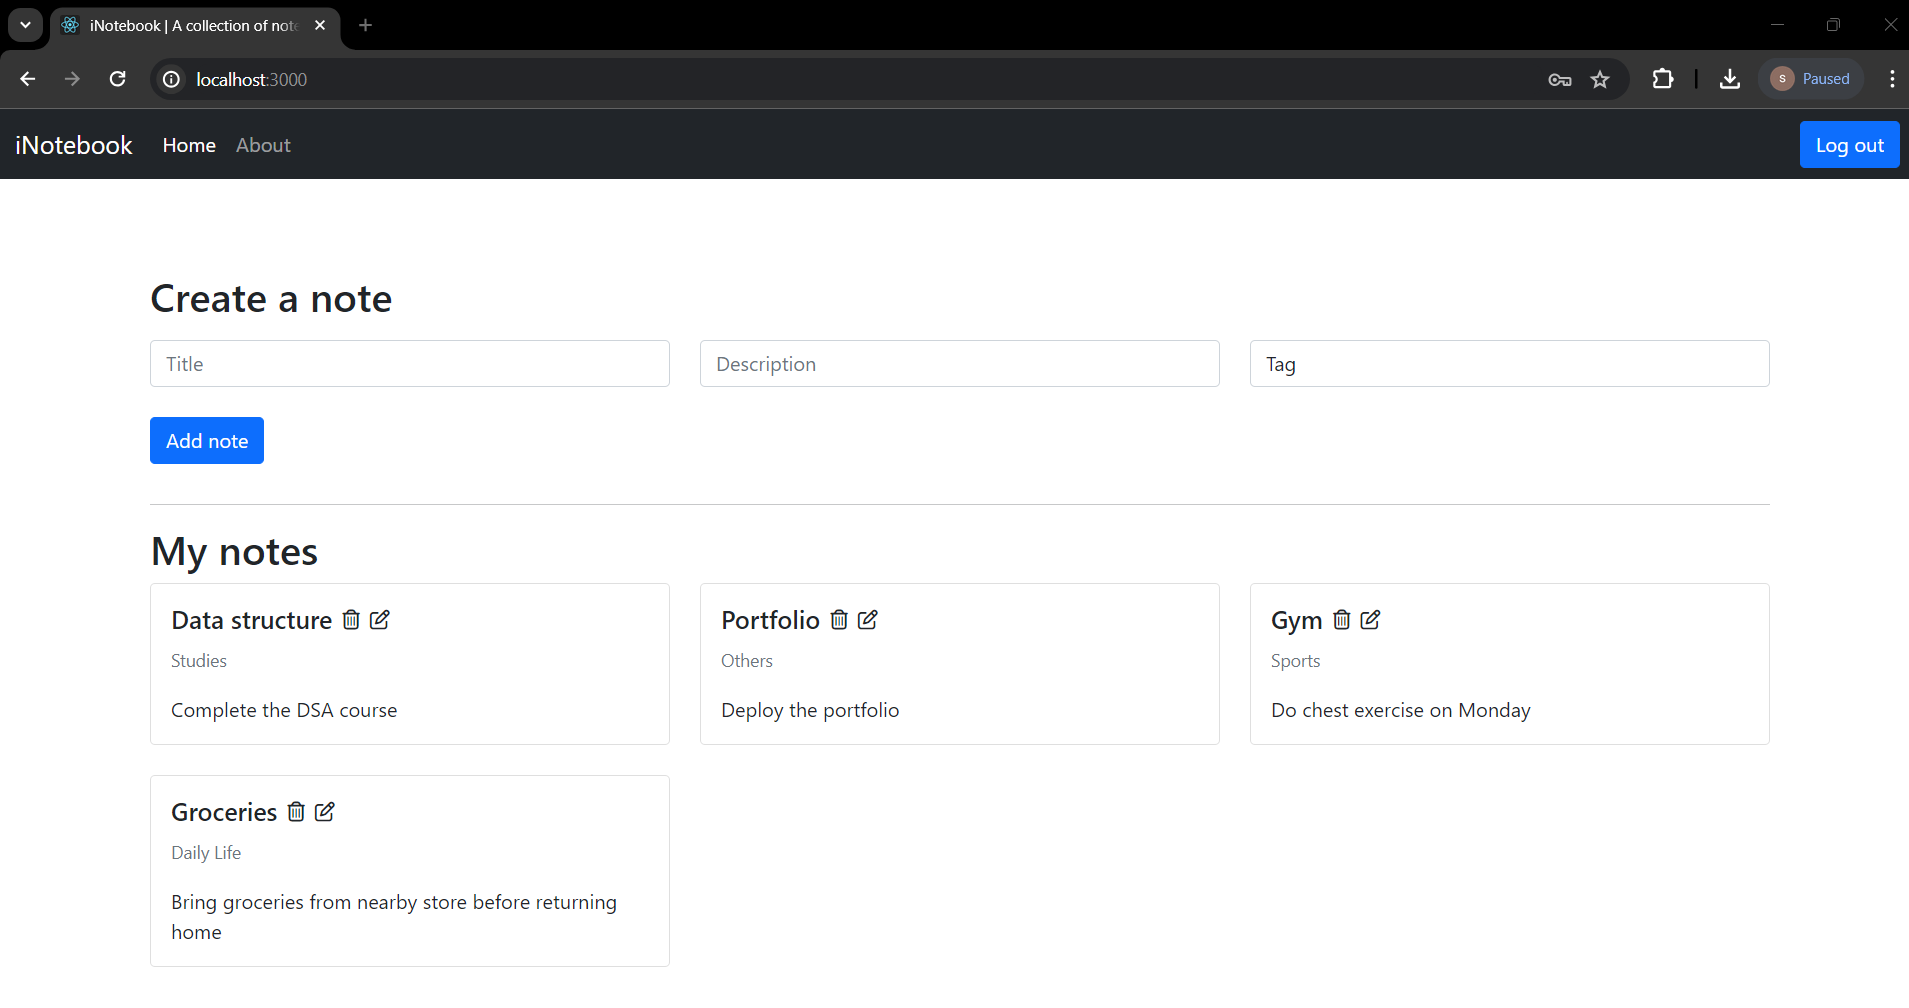 iNotebook | A collection of note
localhost:3000
S Paused
iNotebook Home About Log out
Create a note
Title Description Tag
Add note
My notes
Data structure
Studies
Complete the DSA course
Portfolio
Others
Deploy the portfolio
Gym
Sports
Do chest exercise on Monday
Groceries
Daily Life
Bring groceries from nearby store before returning
home